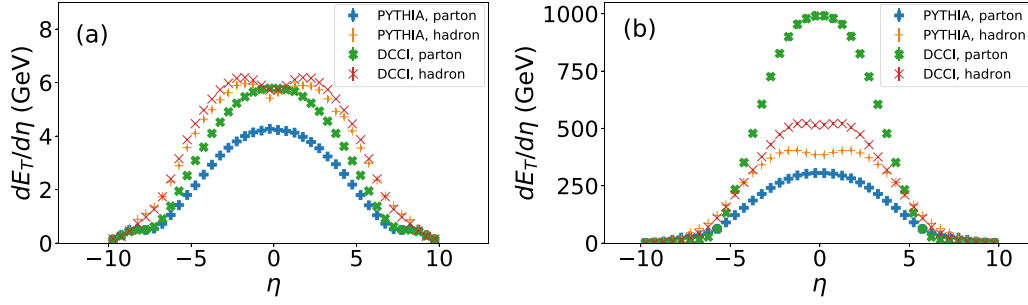 (a)
PYTHIA, parton
PYTHIA, hadron
DCCI, parton
DCCI, hadron
dE_T/dη (GeV)
8
6
4
2
0
−10 −5 0 5 10
η
(b)
PYTHIA, parton
PYTHIA, hadron
DCCI, parton
DCCI, hadron
dE_T/dη (GeV)
1000
750
500
250
0
−10 −5 0 5 10
η